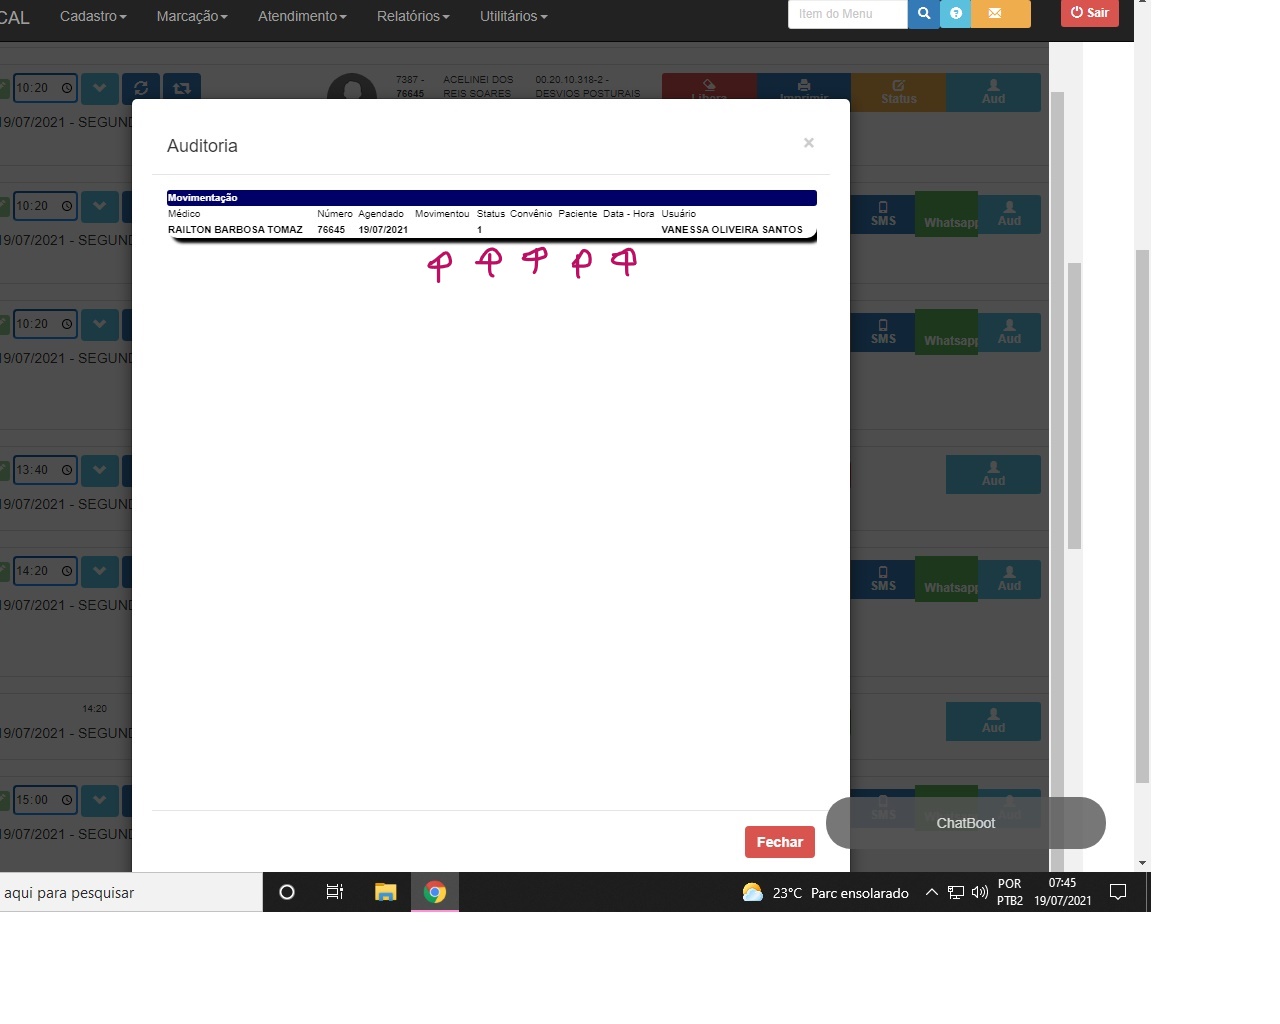 CAL Cadastro Marcação Atendimento Relatórios Utilitários Item do Menu Sair
10:20 7387 - 76645 ACELINEI DOS REIS SOARES 00.20.10.318-2 - DESVIOS POSTURAIS Libera Imprimir Status Aud
19/07/2021 - SEGUND
Auditoria ×
Movimentação
Médico Número Agendado Movimentou Status Convênio Paciente Data - Hora Usuário
RAILTON BARBOSA TOMAZ 76645 19/07/2021 1 VANESSA OLIVEIRA SANTOS
10:20 SMS Whatsapp Aud
19/07/2021 - SEGUND
10:20 SMS Whatsapp Aud
19/07/2021 - SEGUND
13:40 Aud
19/07/2021 - SEGUND
14:20 SMS Whatsapp Aud
19/07/2021 - SEGUND
14:20 Aud
19/07/2021 - SEGUND
15:00 SMS Aud
19/07/2021 - SEGUND
ChatBoot
Fechar
aqui para pesquisar 23°C Parc ensolarado POR PTB2 07:45 19/07/2021